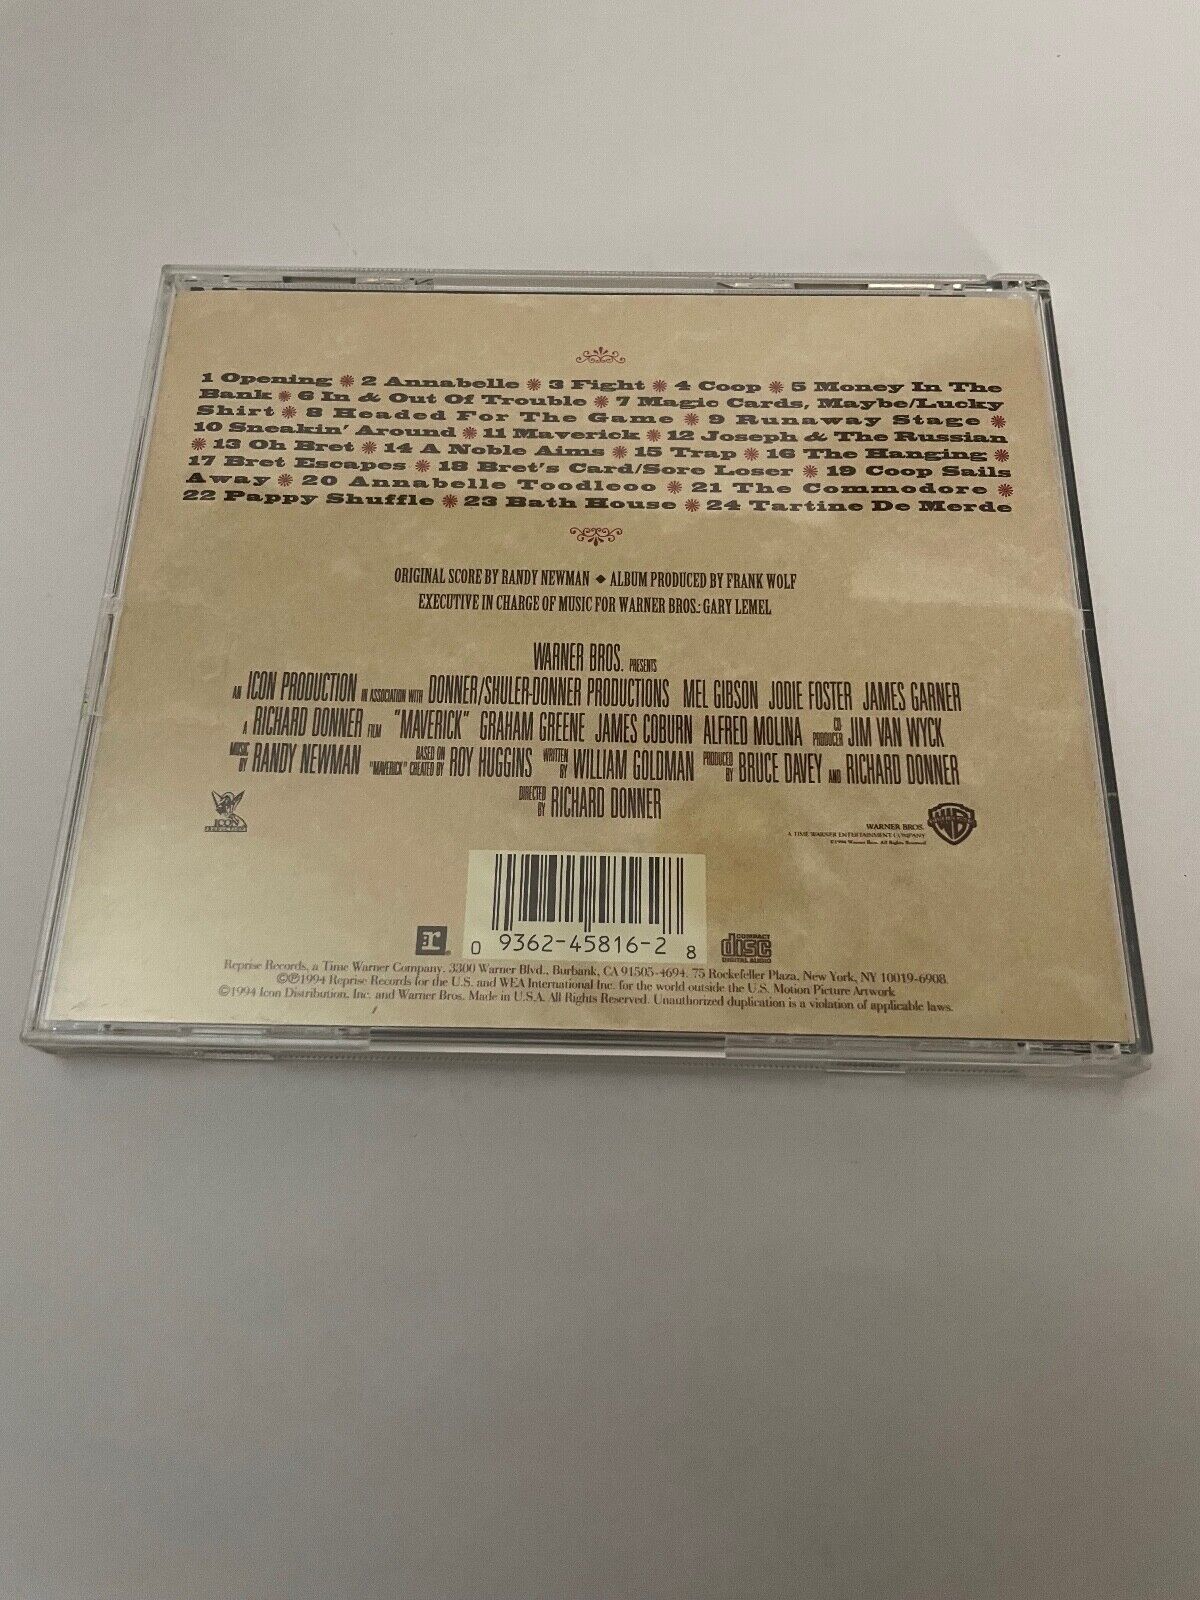 1 Opening ❋ 2 Annabelle ❋ 3 Fight ❋ 4 Coop ❋ 5 Money In The
Bank ❋ 6 In & Out Of Trouble ❋ 7 Magic Cards, Maybe/Lucky
Shirt ❋ 8 Headed For The Game ❋ 9 Runaway Stage ❋
10 Sneakin' Around ❋ 11 Maverick ❋ 12 Joseph & The Russian
❋ 13 Oh Bret ❋ 14 A Noble Aims ❋ 15 Trap ❋ 16 The Hanging ❋
17 Bret Escapes ❋ 18 Bret's Card/Sore Loser ❋ 19 Coop Sails
Away ❋ 20 Annabelle Toodleoo ❋ 21 The Commodore ❋
22 Pappy Shuffle ❋ 23 Bath House ❋ 24 Tartine De Merde
ORIGINAL SCORE BY RANDY NEWMAN ◆ ALBUM PRODUCED BY FRANK WOLF
EXECUTIVE IN CHARGE OF MUSIC FOR WARNER BROS.: GARY LEMEL
WARNER BROS. PRESENTS
AN ICON PRODUCTION IN ASSOCIATION WITH DONNER/SHULER-DONNER PRODUCTIONS MEL GIBSON JODIE FOSTER JAMES GARNER
A RICHARD DONNER FILM "MAVERICK" GRAHAM GREENE JAMES COBURN ALFRED MOLINA CO-PRODUCER JIM VAN WYCK
MUSIC BY RANDY NEWMAN BASED ON "MAVERICK" CREATED BY ROY HUGGINS WRITTEN BY WILLIAM GOLDMAN PRODUCED BY BRUCE DAVEY AND RICHARD DONNER
DIRECTED BY RICHARD DONNER
ICON
PRODUCTIONS
WARNER BROS.
A TIME WARNER ENTERTAINMENT COMPANY
©1994 Warner Bros. All Rights Reserved
WB
r
0 9362-45816-2 8
COMPACT
disc
DIGITAL AUDIO
Reprise Records, a Time Warner Company. 3300 Warner Blvd., Burbank, CA 91505-4694. 75 Rockefeller Plaza, New York, NY 10019-6908.
©℗1994 Reprise Records for the U.S. and WEA International Inc. for the world outside the U.S. Motion Picture Artwork
©1994 Icon Distribution, Inc. and Warner Bros. Made in U.S.A. All Rights Reserved. Unauthorized duplication is a violation of applicable laws.